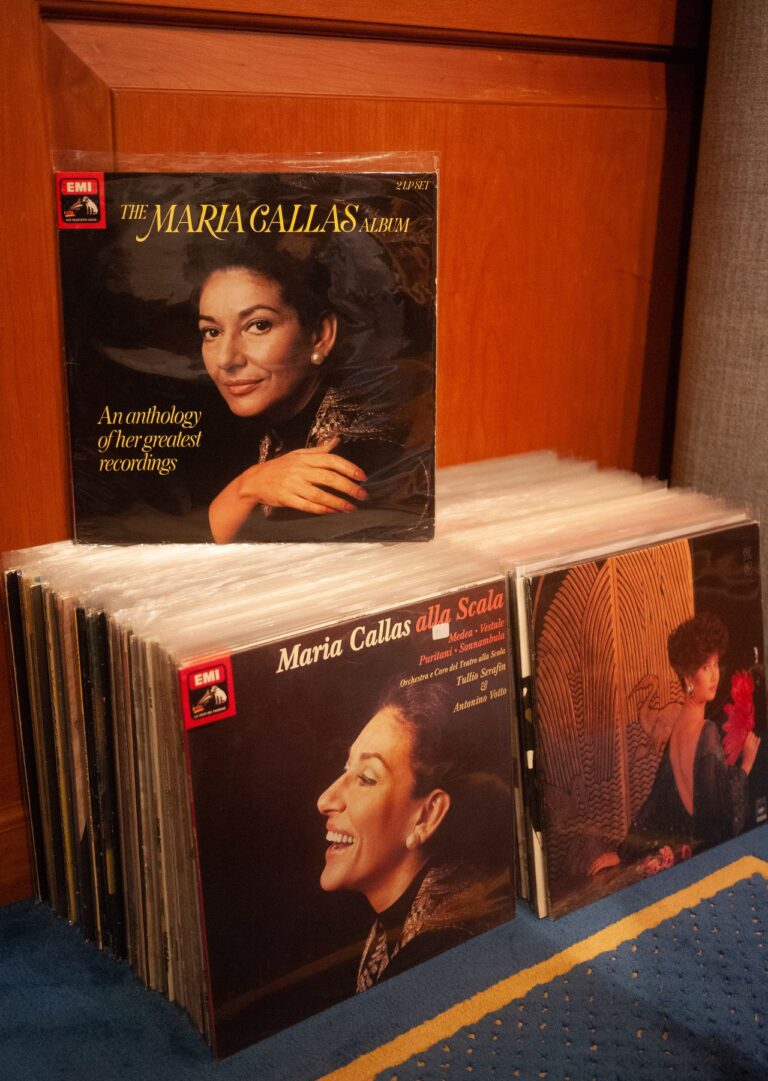 EMI
2 LP SET
THE MARIA CALLAS ALBUM
An anthology
of her greatest
recordings
EMI
Maria Callas alla Scala
Medea • Vestale
Puritani • Sonnambula
Orchestra e Coro del Teatro alla Scala
Tullio Serafin
&
Antonino Votto